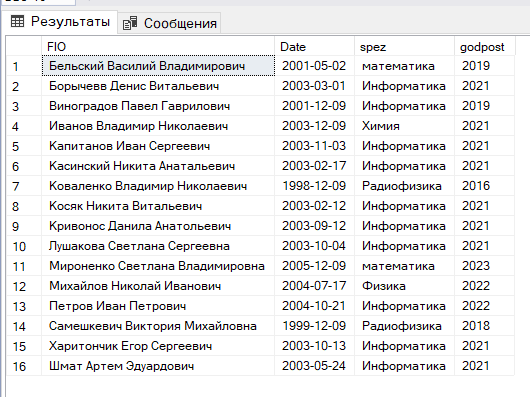 Результаты Сообщения
FIO Date spez godpost
1 Бельский Василий Владимирович 2001-05-02 математика 2019
2 Борычевв Денис Витальевич 2003-03-01 Информатика 2021
3 Виноградов Павел Гаврилович 2001-12-09 Информатика 2019
4 Иванов Владимир Николаевич 2003-12-09 Химия 2021
5 Капитанов Иван Сергеевич 2003-11-03 Информатика 2021
6 Касинский Никита Анатальевич 2003-02-17 Информатика 2021
7 Коваленко Владимир Николаевич 1998-12-09 Радиофизика 2016
8 Косяк Никита Витальевич 2003-02-12 Информатика 2021
9 Кривонос Данила Анатольевич 2003-09-12 Информатика 2021
10 Лушакова Светлана Сергеевна 2003-10-04 Информатика 2021
11 Мироненко Светлана Владимировна 2005-12-09 математика 2023
12 Михайлов Николай Иванович 2004-07-17 Физика 2022
13 Петров Иван Петрович 2004-10-21 Информатика 2022
14 Самешкевич Виктория Михайловна 1999-12-09 Радиофизика 2018
15 Харитончик Егор Сергеевич 2003-10-13 Информатика 2021
16 Шмат Артем Эдуардович 2003-05-24 Информатика 2021